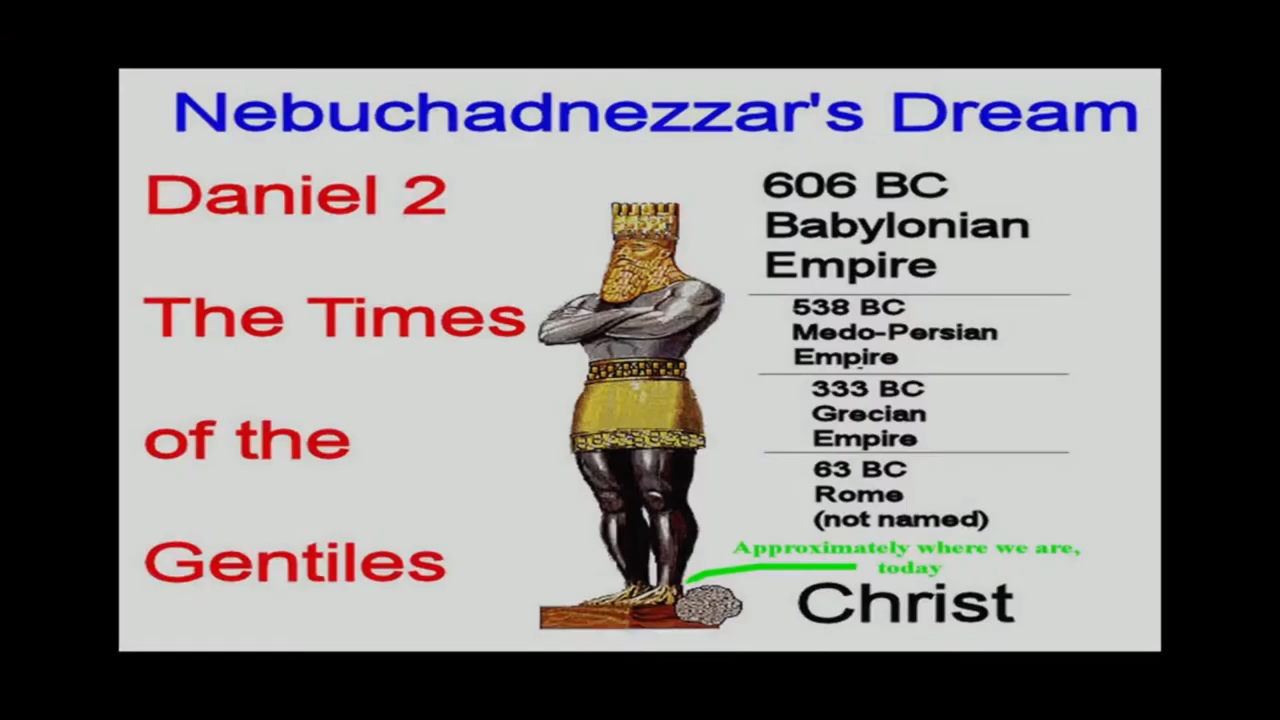 Nebuchadnezzar's Dream
Daniel 2
The Times
of the
Gentiles
606 BC
Babylonian
Empire
538 BC
Medo-Persian
Empire
333 BC
Grecian
Empire
63 BC
Rome
(not named)
Approximately where we are,
today
Christ